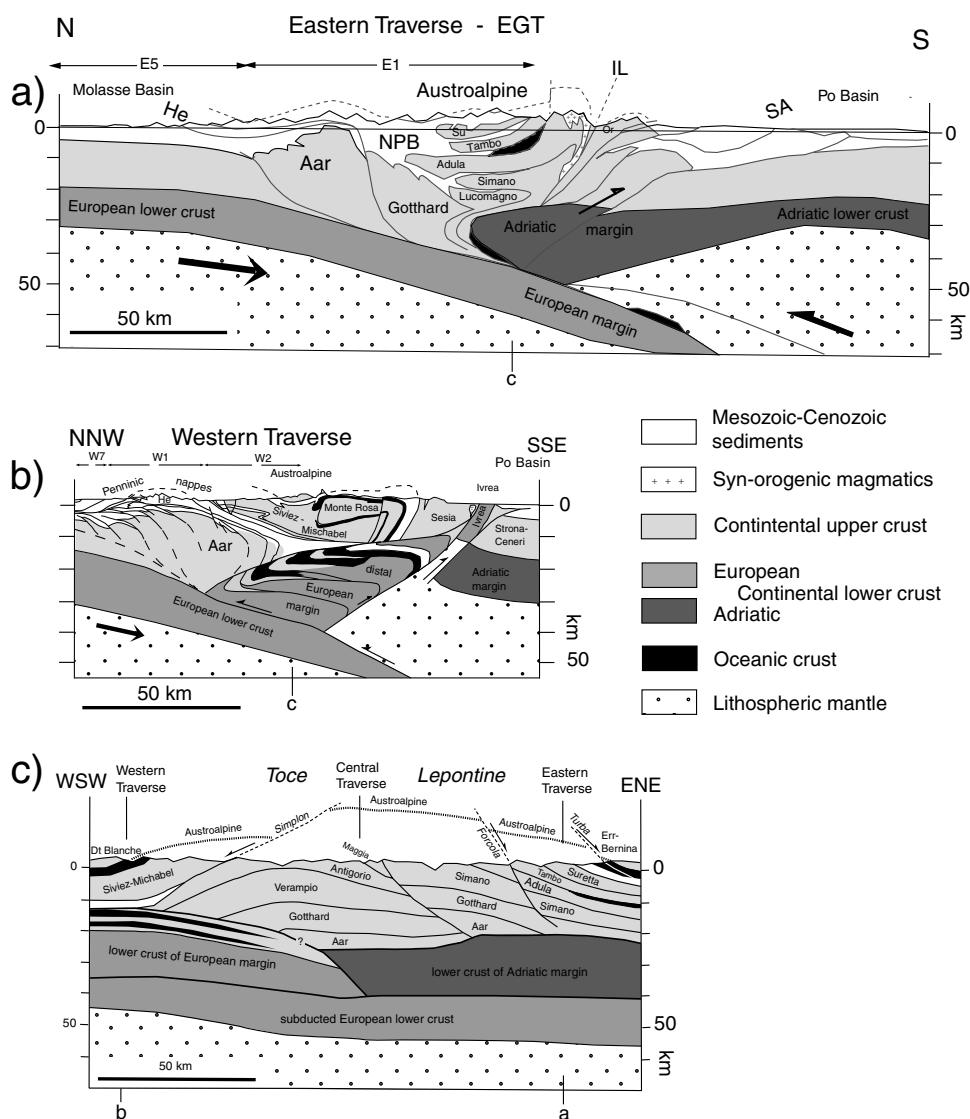 Eastern Traverse - EGT
N
S
E5
E1
IL
a)
Molasse Basin
He
Austroalpine
SA
Po Basin
0
0
Su
Or
NPB
Tambo
Aar
Adula
Simano
Lucomagno
Gotthard
European lower crust
Adriatic margin
Adriatic lower crust
50
50
European margin
km
50 km
c
b)
NNW
Western Traverse
SSE
W7
W1
W2
Austroalpine
Po Basin
Penninic nappes
Ivrea
He
0
Monte Rosa
Siviez -
Mischabel
Sesia
Ivrea
Strona-
Ceneri
Aar
distal
European
margin
Adriatic
margin
European lower crust
km
50
50 km
c
Mesozoic-Cenozoic
sediments
Syn-orogenic magmatics
Contintental upper crust
European
Continental lower crust
Adriatic
Oceanic crust
Lithospheric mantle
c)
WSW
Western
Traverse
Toce
Central
Traverse
Lepontine
Eastern
Traverse
ENE
Austroalpine
Simplon
Austroalpine
Forcola
Austroalpine
Turba
Err-
Bernina
Dt Blanche
Maggia
0
0
Siviez-Michabel
Antigorio
Simano
Tambo
Suretta
Adula
Verampio
Gotthard
Simano
Gotthard
?
Aar
Aar
lower crust of European margin
lower crust of Adriatic margin
subducted European lower crust
50
50
km
50 km
b
a